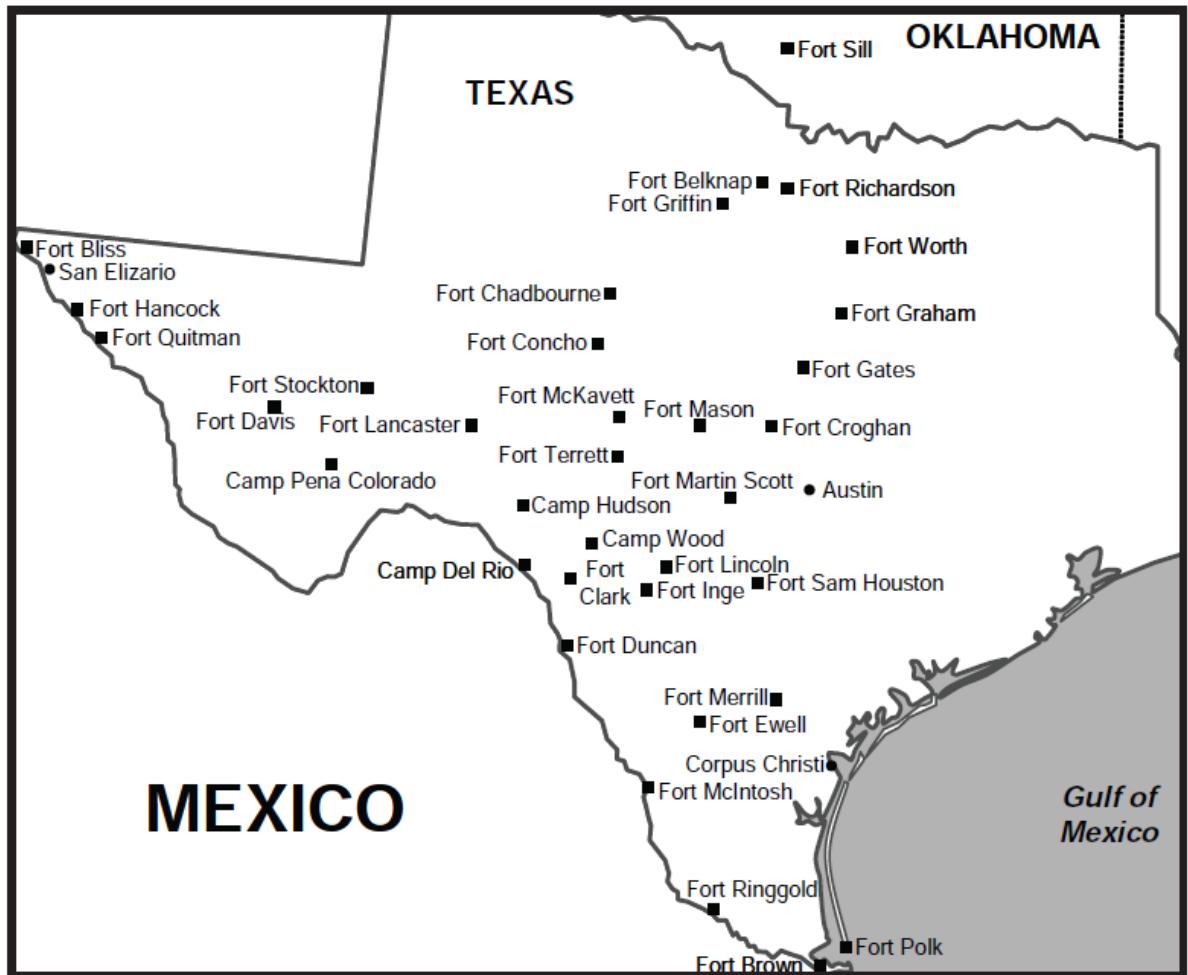 OKLAHOMA
Fort Sill
TEXAS
Fort Belknap
Fort Richardson
Fort Griffin
Fort Bliss
Fort Worth
San Elizario
Fort Chadbourne
Fort Hancock
Fort Graham
Fort Quitman
Fort Concho
Fort Gates
Fort Stockton
Fort McKavett
Fort Mason
Fort Davis
Fort Lancaster
Fort Croghan
Fort Terrett
Camp Pena Colorado
Fort Martin Scott
Austin
Camp Hudson
Camp Wood
Camp Del Rio
Fort
Clark
Fort Lincoln
Fort Inge
Fort Sam Houston
Fort Duncan
Fort Merrill
Fort Ewell
Corpus Christi
Fort McIntosh
MEXICO
Gulf of
Mexico
Fort Ringgold
Fort Polk
Fort Brown